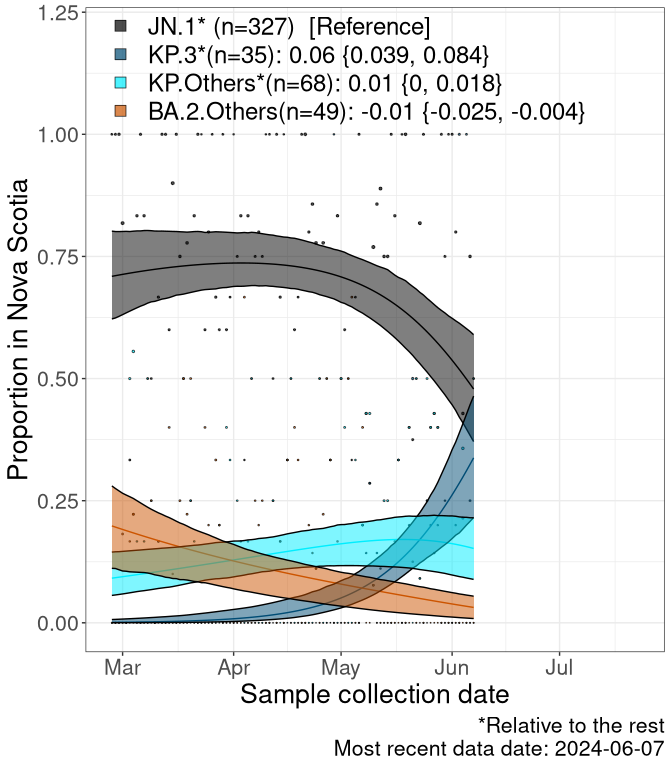 1.25
JN.1* (n=327)  [Reference]
KP.3*(n=35): 0.06 {0.039, 0.084}
KP.Others*(n=68): 0.01 {0, 0.018}
BA.2.Others(n=49): -0.01 {-0.025, -0.004}
1.00
0.75
0.50
0.25
0.00
Proportion in Nova Scotia
Mar Apr May Jun Jul
Sample collection date
*Relative to the rest
Most recent data date: 2024-06-07